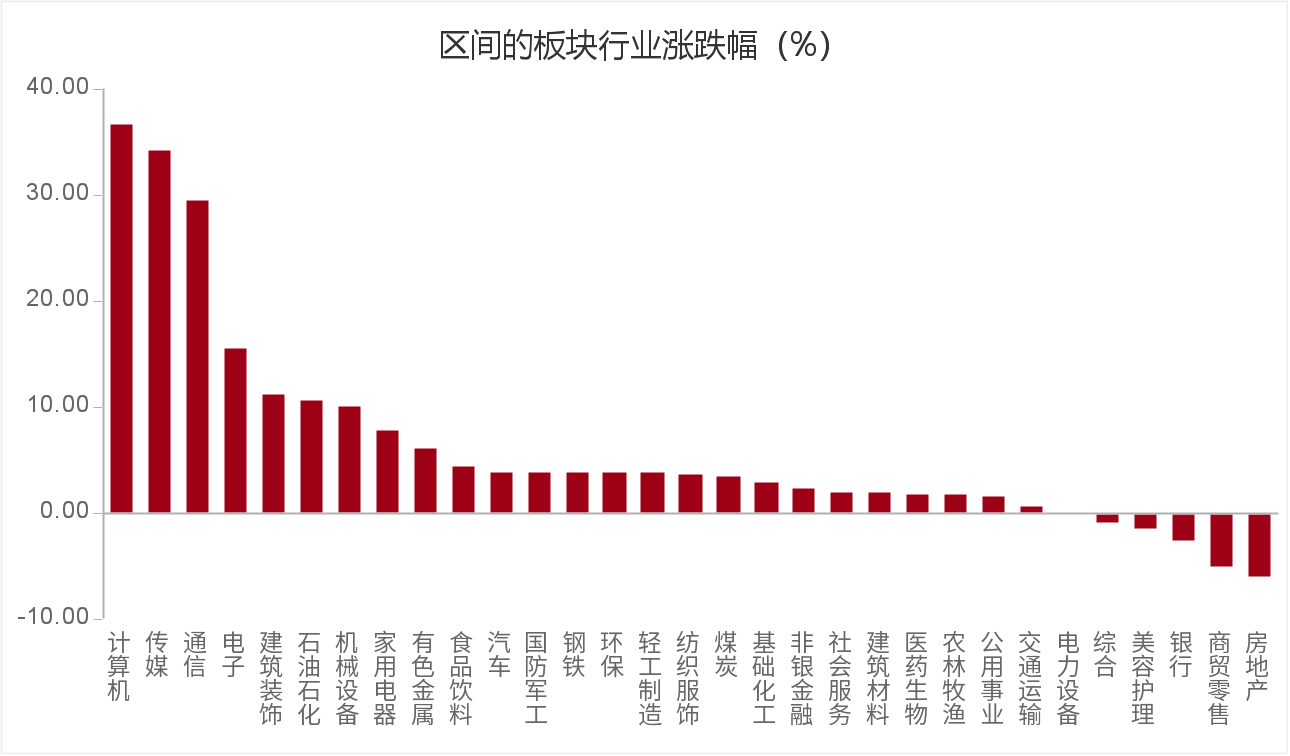 区间的板块行业涨跌幅（%）
40.00
30.00
20.00
10.00
0.00
-10.00
计算机
传媒
通信
电子
建筑装饰
石油石化
机械设备
家用电器
有色金属
食品饮料
汽车
国防军工
钢铁
环保
轻工制造
纺织服饰
煤炭
基础化工
非银金融
社会服务
建筑材料
医药生物
农林牧渔
公用事业
交通运输
电力设备
综合
美容护理
银行
商贸零售
房地产